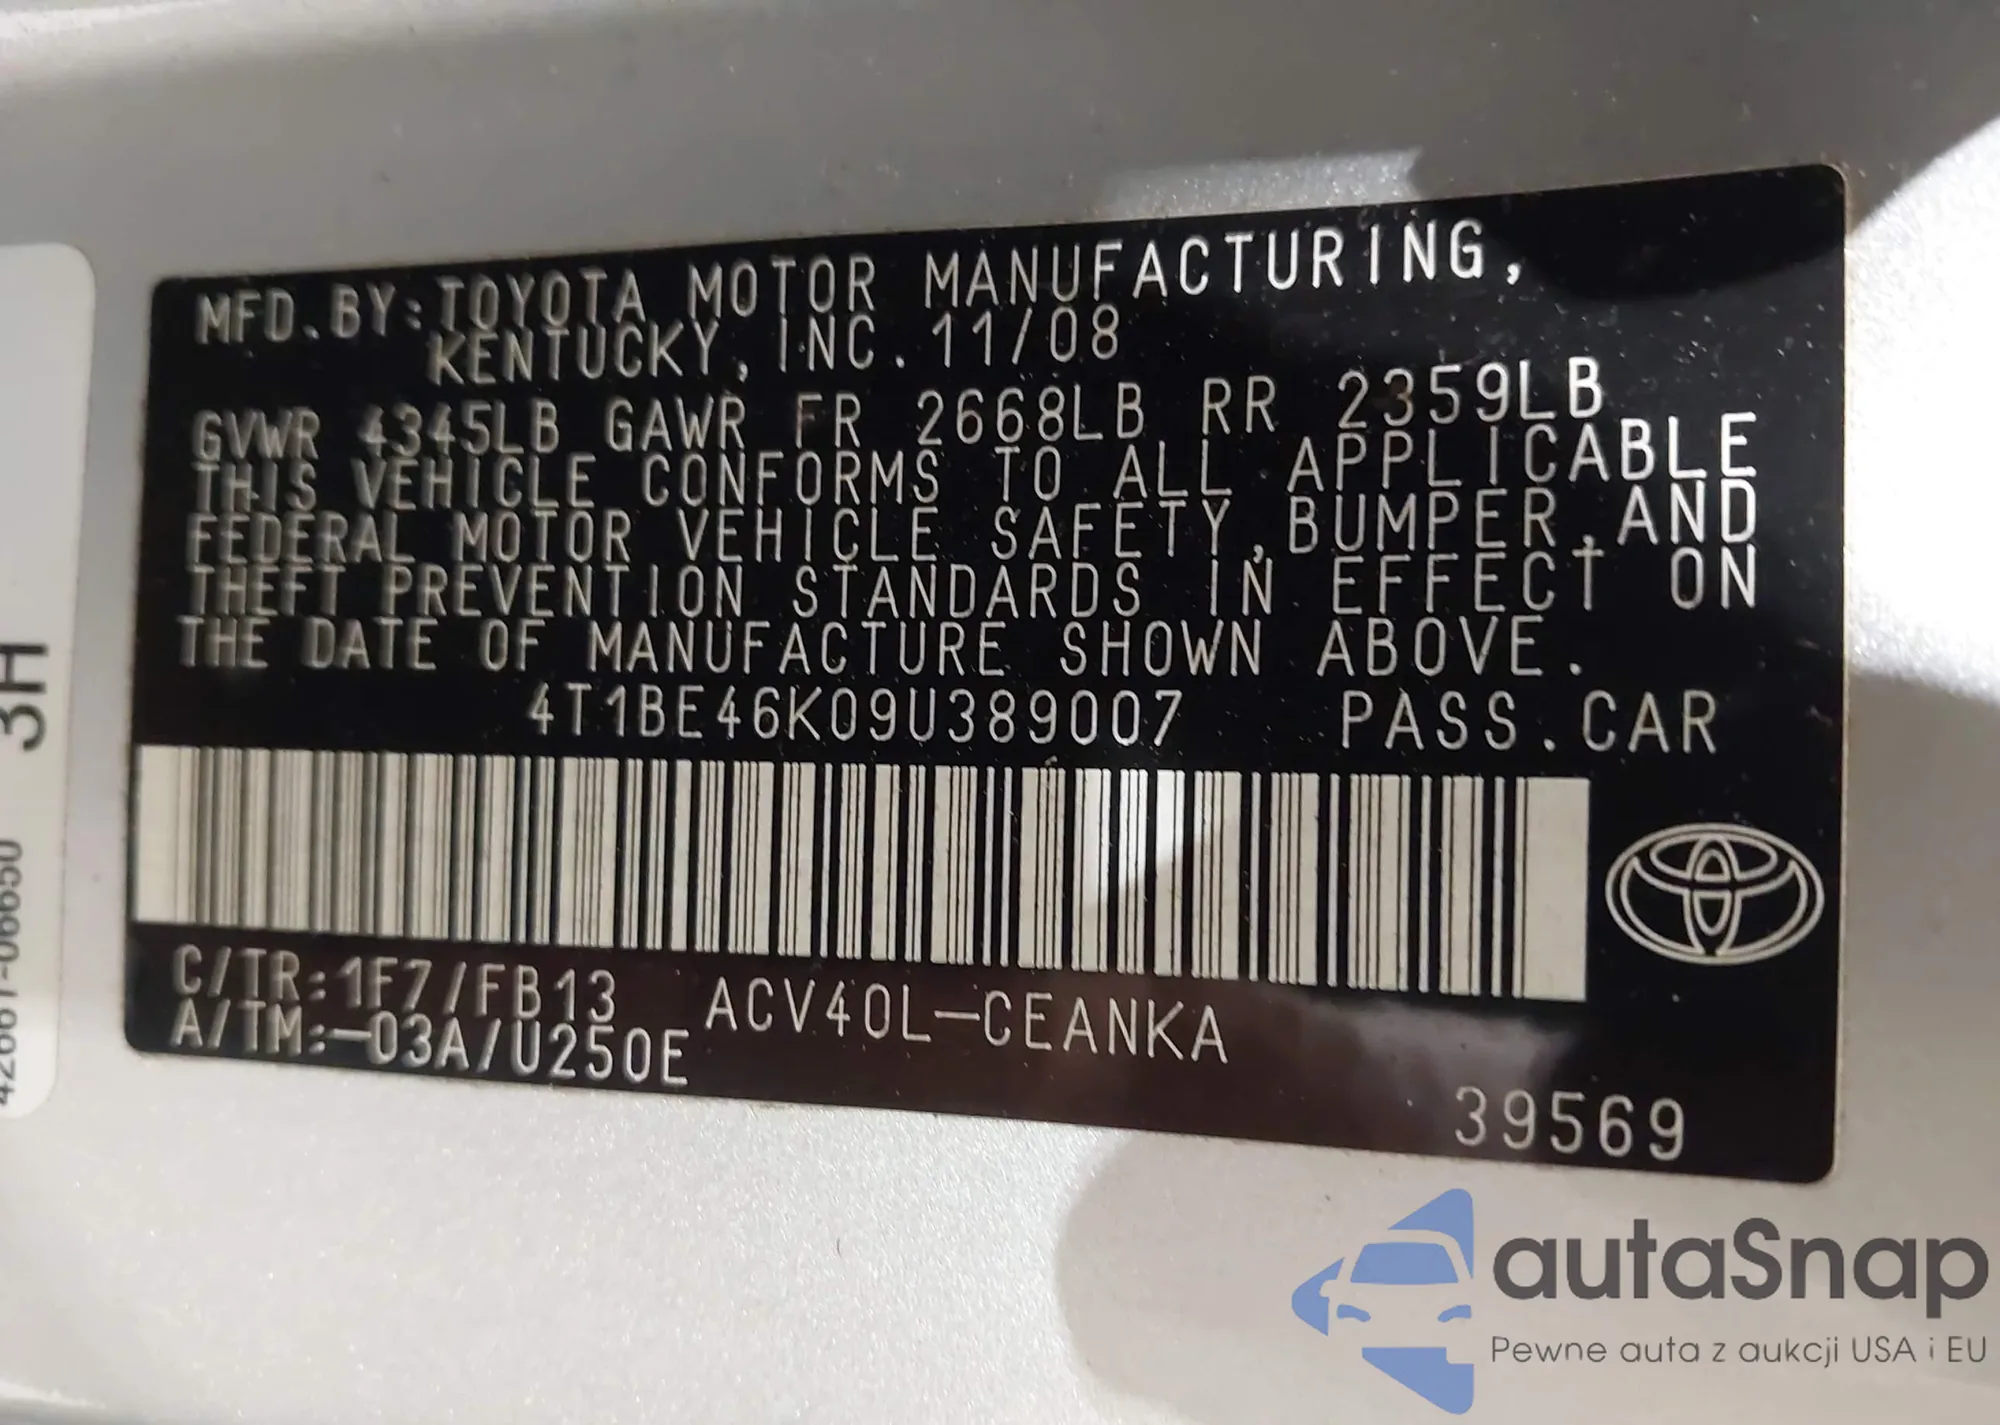 MFD.BY:TOYOTA MOTOR MANUFACTURING,
KENTUCKY, INC. 11/08
GVWR 4345LB GAWR FR 2668LB RR 2359LB
THIS VEHICLE CONFORMS TO ALL APPLICABLE
FEDERAL MOTOR VEHICLE SAFETY,BUMPER,AND
THEFT PREVENTION STANDARDS IN EFFECT ON
THE DATE OF MANUFACTURE SHOWN ABOVE.
4T1BE46K09U389007 PASS.CAR
C/TR:1F7/FB13 ACV40L-CEANKA
A/TM:-03A/U250E
39569
3H
42661-06650
autaSnap
Pewne auta z aukcji USA i EU